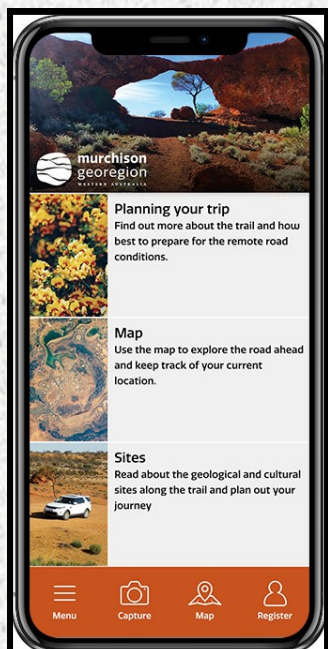 murchison
georegion
WESTERN AUSTRALIA
Planning your trip
Find out more about the trail and how
best to prepare for the remote road
conditions.
Map
Use the map to explore the road ahead
and keep track of your current
location.
Sites
Read about the geological and cultural
sites along the trail and plan out your
journey
Menu
Capture
Map
Register